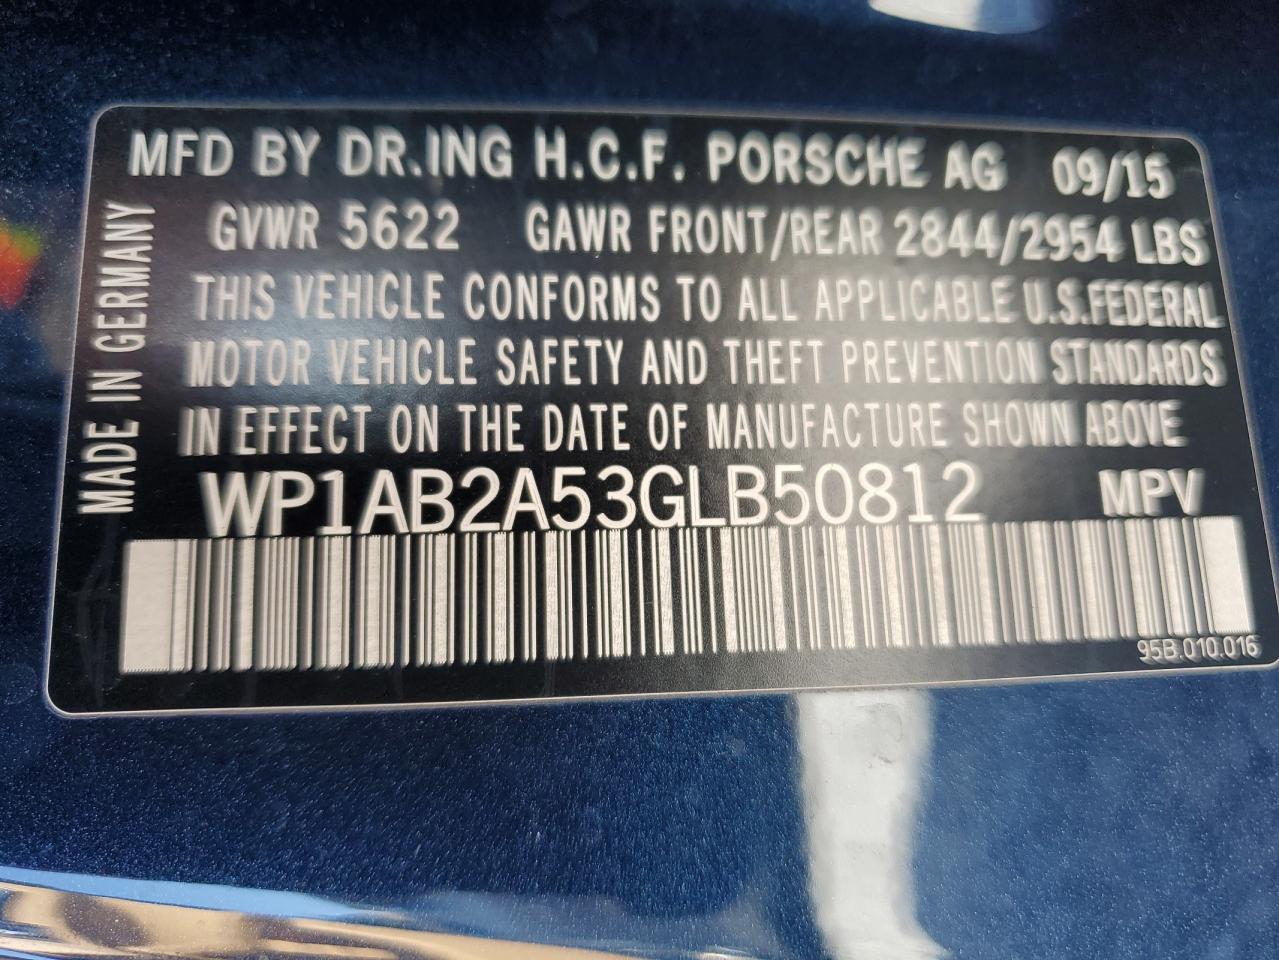 MFD BY DR.ING H.C.F. PORSCHE AG 09/15
GVWR 5622 GAWR FRONT/REAR 2844/2954 LBS
THIS VEHICLE CONFORMS TO ALL APPLICABLE U.S.FEDERAL
MOTOR VEHICLE SAFETY AND THEFT PREVENTION STANDARDS
IN EFFECT ON THE DATE OF MANUFACTURE SHOWN ABOVE
WP1AB2A53GLB50812 MPV
95B.010.016
MADE IN GERMANY